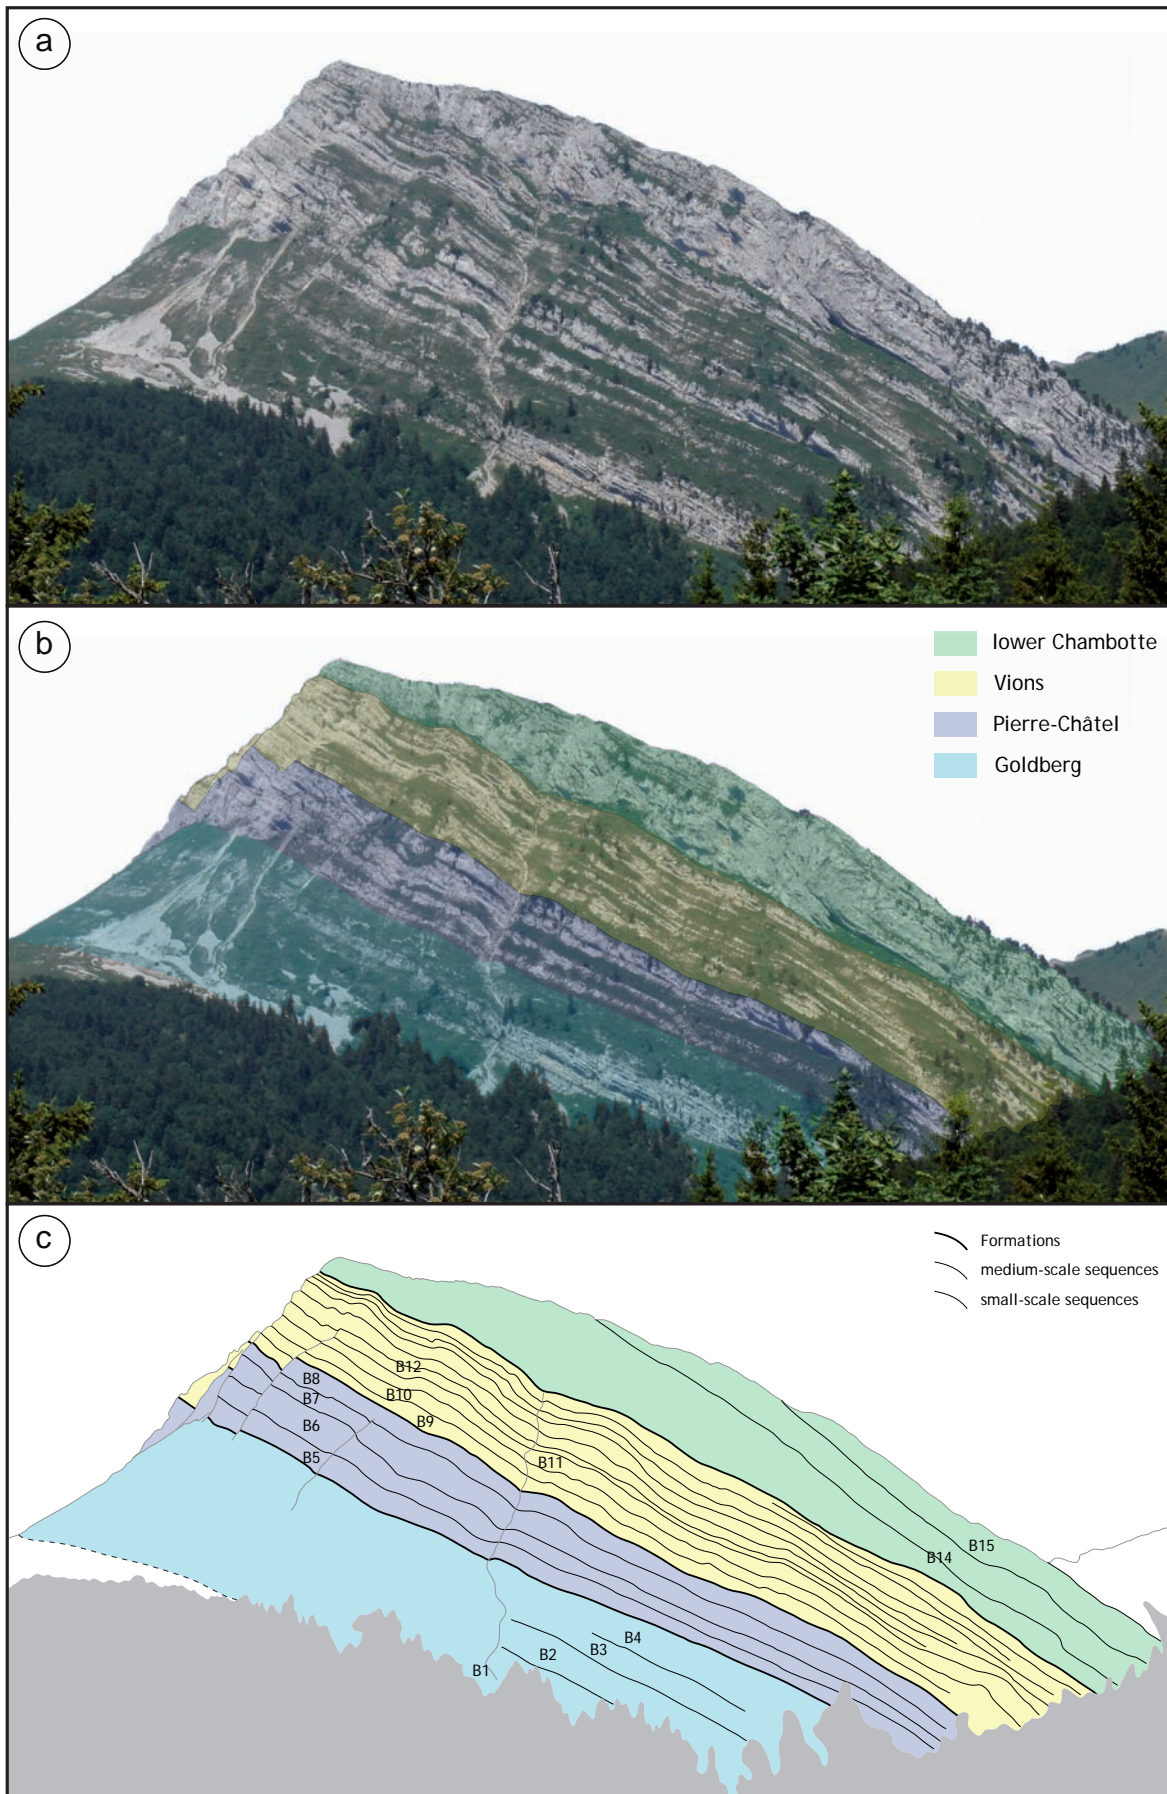 a
b
lower Chambotte
Vions
Pierre-Châtel
Goldberg
c
Formations
medium-scale sequences
small-scale sequences
B12
B8
B10
B7
B9
B6
B5
B11
B15
B14
B4
B3
B2
B1